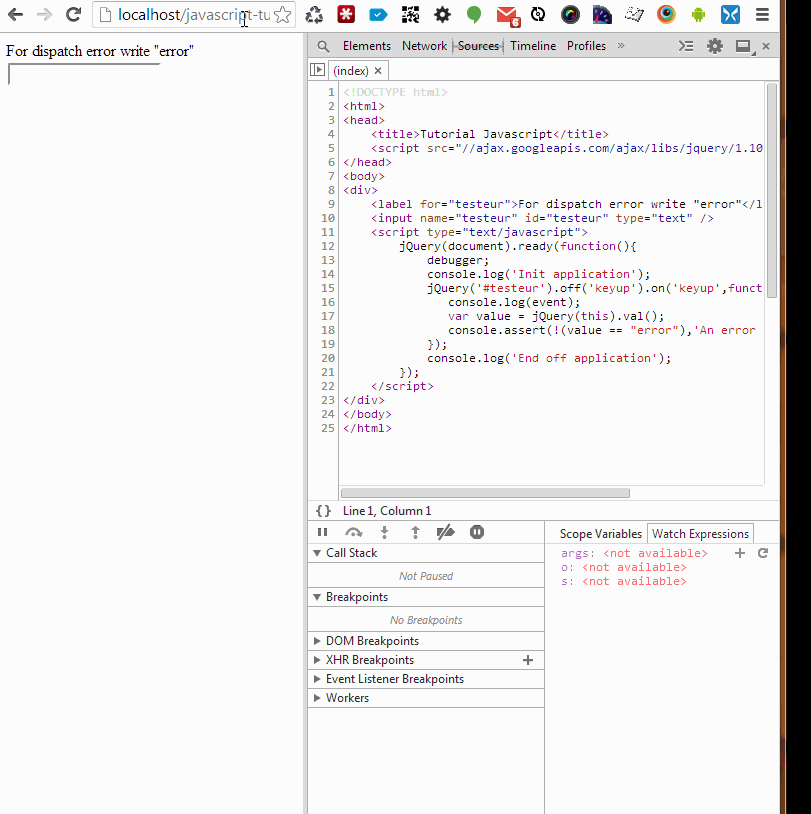 localhost/javascript-tu
6
For dispatch error write "error"
Elements Network Sources Timeline Profiles »
(index) ×
1 <!DOCTYPE html>
2 <html>
3 <head>
4     <title>Tutorial Javascript</title>
5     <script src="//ajax.googleapis.com/ajax/libs/jquery/1.10
6 </head>
7 <body>
8 <div>
9     <label for="testeur">For dispatch error write "error"</l
10     <input name="testeur" id="testeur" type="text" />
11     <script type="text/javascript">
12         jQuery(document).ready(function(){
13             debugger;
14             console.log('Init application');
15             jQuery('#testeur').off('keyup').on('keyup',funct
16                console.log(event);
17                var value = jQuery(this).val();
18                console.assert(!(value == "error"),'An error
19             });
20             console.log('End off application');
21         });
22     </script>
23 </div>
24 </body>
25 </html>
{} Line 1, Column 1
Scope Variables Watch Expressions
Call Stack
Not Paused
Breakpoints
No Breakpoints
DOM Breakpoints
XHR Breakpoints
Event Listener Breakpoints
Workers
args: <not available>
o: <not available>
s: <not available>